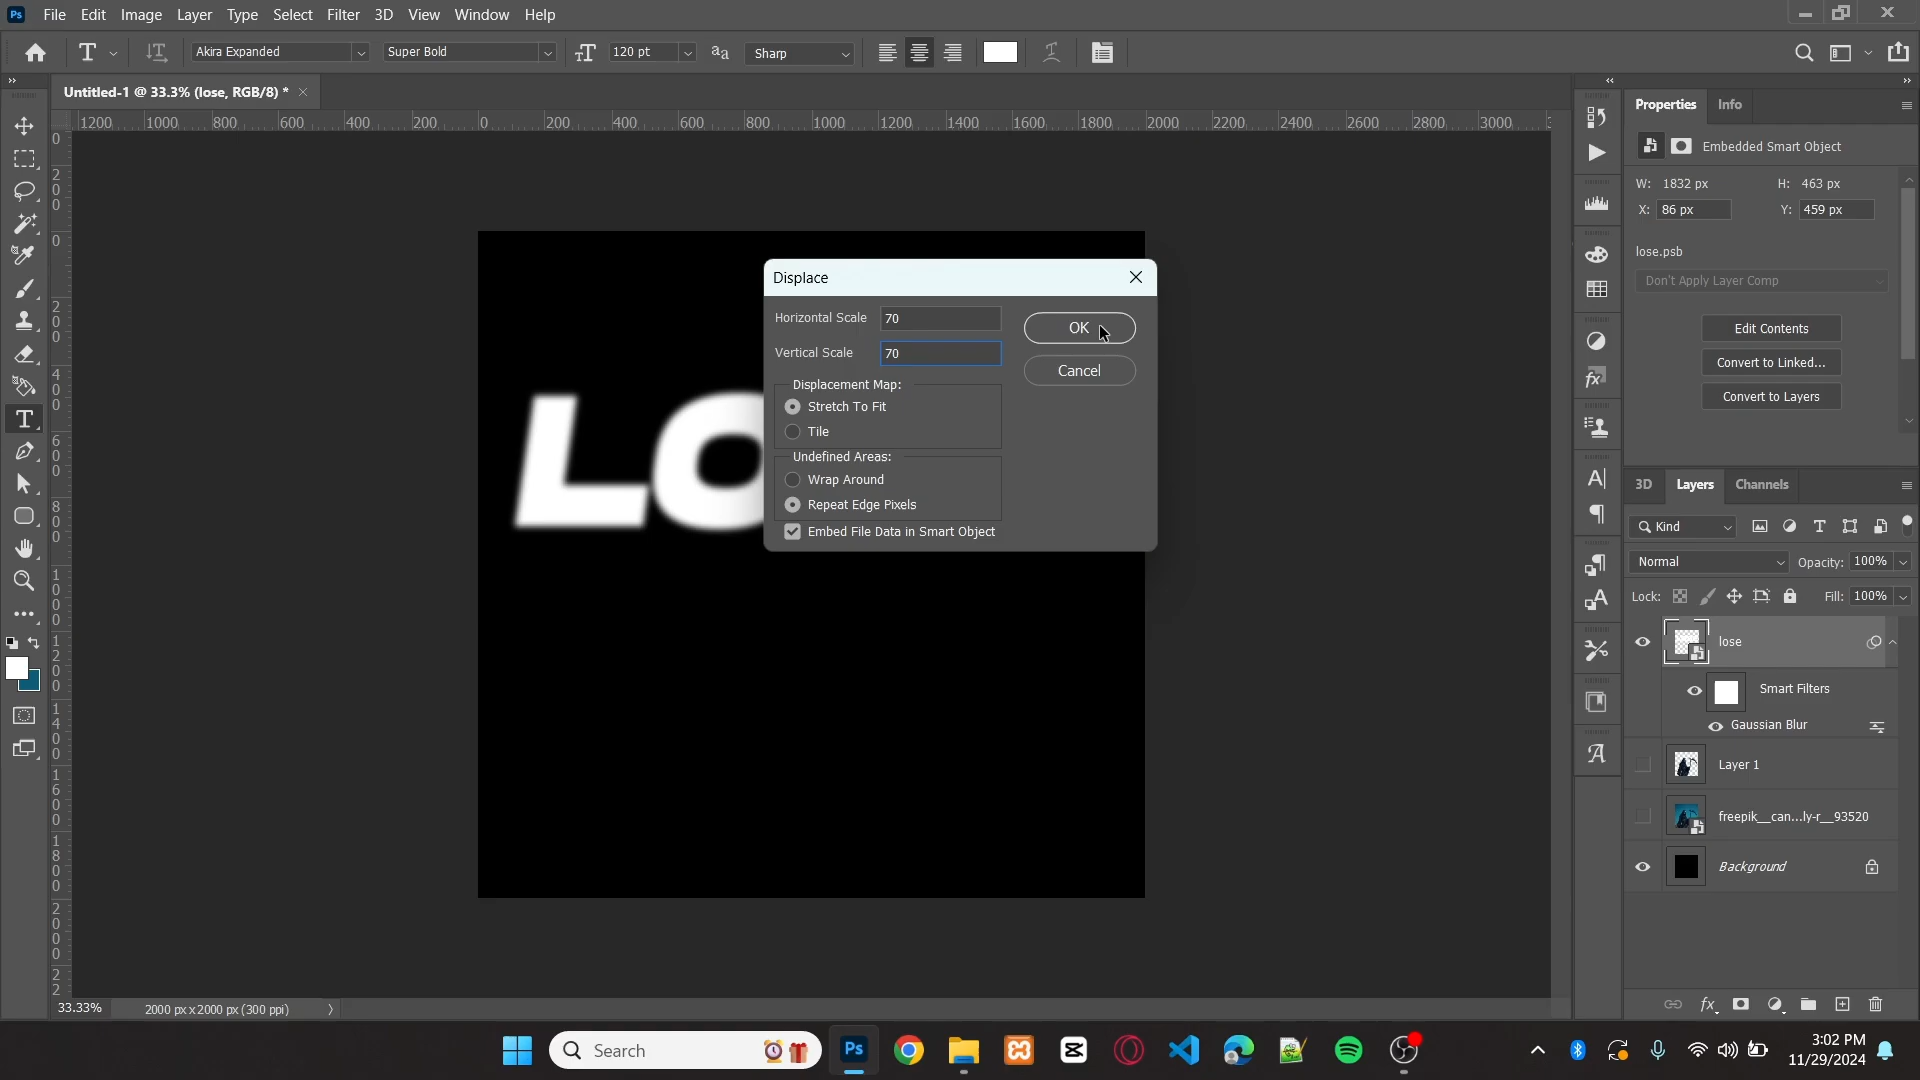 Ps File Edit Image Layer Type Select Filter 3D View Window Help
Akira Expanded Super Bold 120 pt Sharp
Untitled-1 @ 33.3% (lose, RGB/8) *
1200 1000 800 600 400 200 0 200 400 600 800 1000 1200 1400 1600 1800 2000 2200 2400 2600 2800 3000
LO
Displace
Horizontal Scale 70
Vertical Scale 70
OK
Cancel
Displacement Map:
Stretch To Fit
Tile
Undefined Areas:
Wrap Around
Repeat Edge Pixels
Embed File Data in Smart Object
Properties Info
Embedded Smart Object
W: 1832 px H: 463 px
X: 86 px Y: 459 px
lose.psb
Don't Apply Layer Comp
Edit Contents
Convert to Linked...
Convert to Layers
3D Layers Channels
Kind
Normal Opacity: 100%
Lock: Fill: 100%
lose
Smart Filters
Gaussian Blur
Layer 1
freepik__can...ly-r__93520
Background
33.33% 2000 px x 2000 px (300 ppi)
Search
3:02 PM
11/29/2024